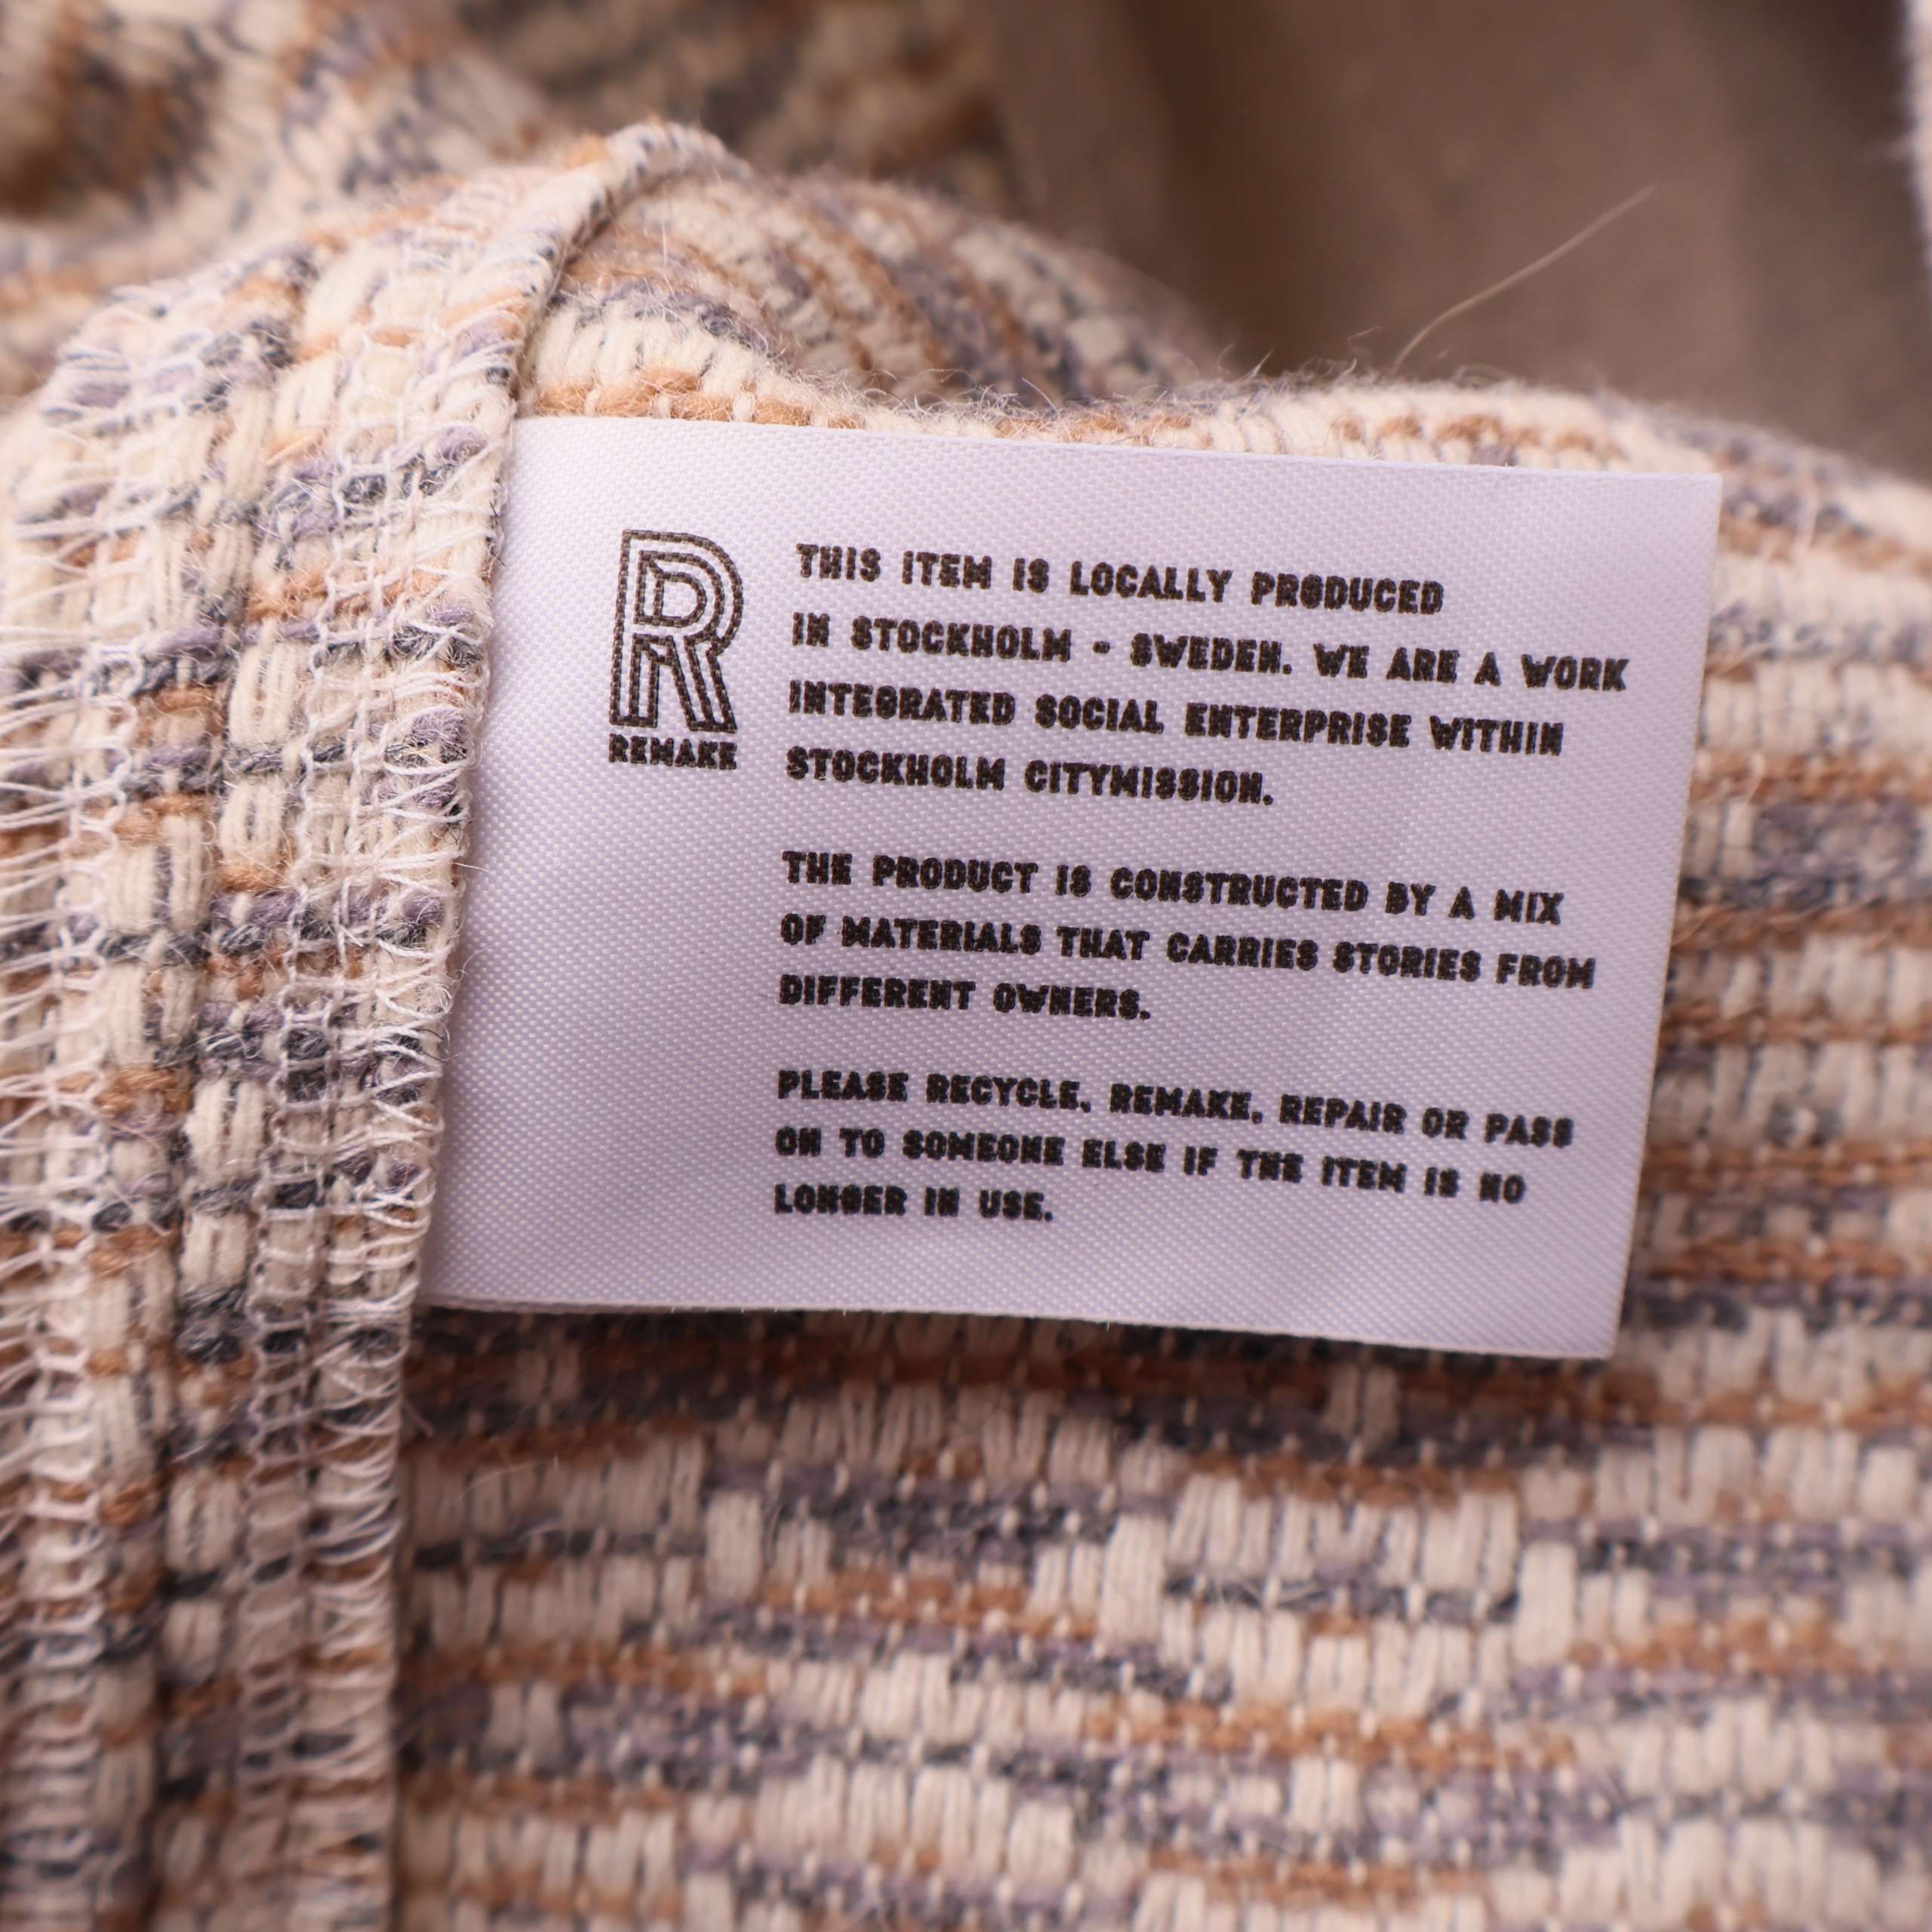 R
REMAKE
THIS ITEM IS LOCALLY PRODUCED
IN STOCKHOLM - SWEDEN. WE ARE A WORK
INTEGRATED SOCIAL ENTERPRISE WITHIN
STOCKHOLM CITYMISSION.
THE PRODUCT IS CONSTRUCTED BY A MIX
OF MATERIALS THAT CARRIES STORIES FROM
DIFFERENT OWNERS.
PLEASE RECYCLE, REMAKE, REPAIR OR PASS
ON TO SOMEONE ELSE IF THE ITEM IS NO
LONGER IN USE.